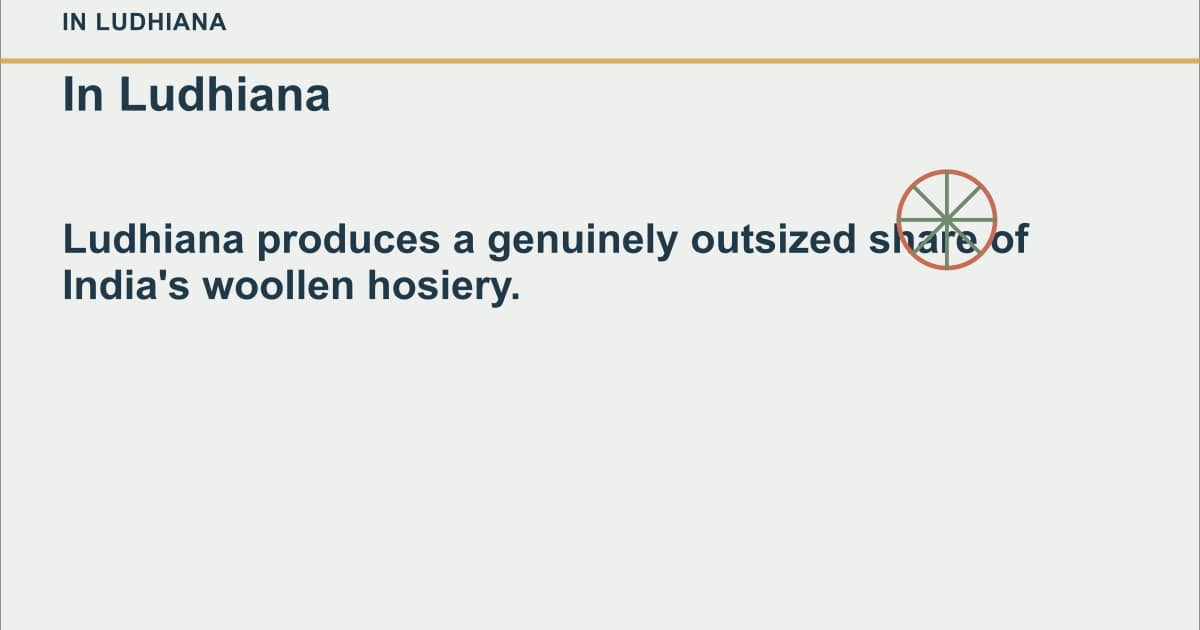 IN LUDHIANA
In Ludhiana
Ludhiana produces a genuinely outsized share of
India's woollen hosiery.